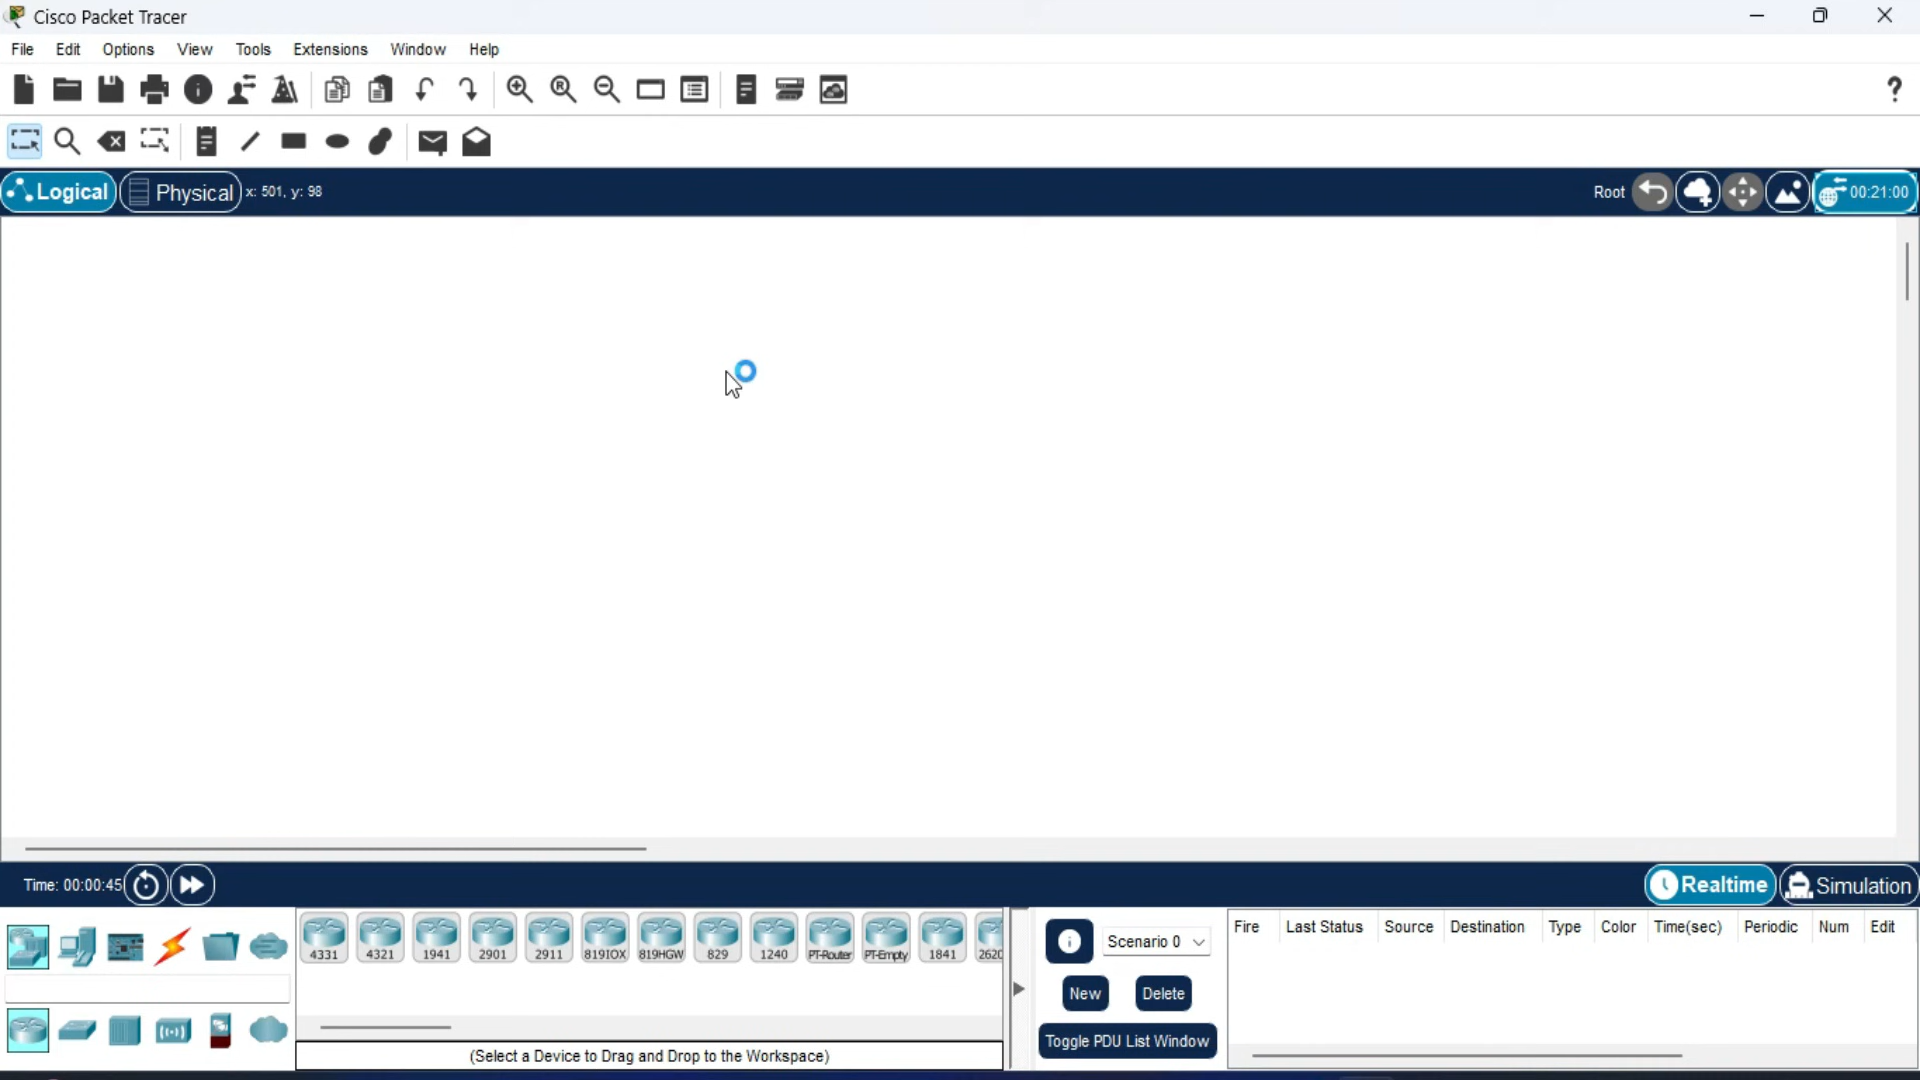 Cisco Packet Tracer
File Edit Options View Tools Extensions Window Help
Logical Physical x: 501, y: 98 Root 00:21:00
Time: 00:00:45 Realtime Simulation
4331 4321 1941 2901 2911 819IOX 819HGW 829 1240 PT-Router PT-Empty 1841 2620
Scenario 0
New Delete
Toggle PDU List Window
Fire Last Status Source Destination Type Color Time(sec) Periodic Num Edit
(Select a Device to Drag and Drop to the Workspace)